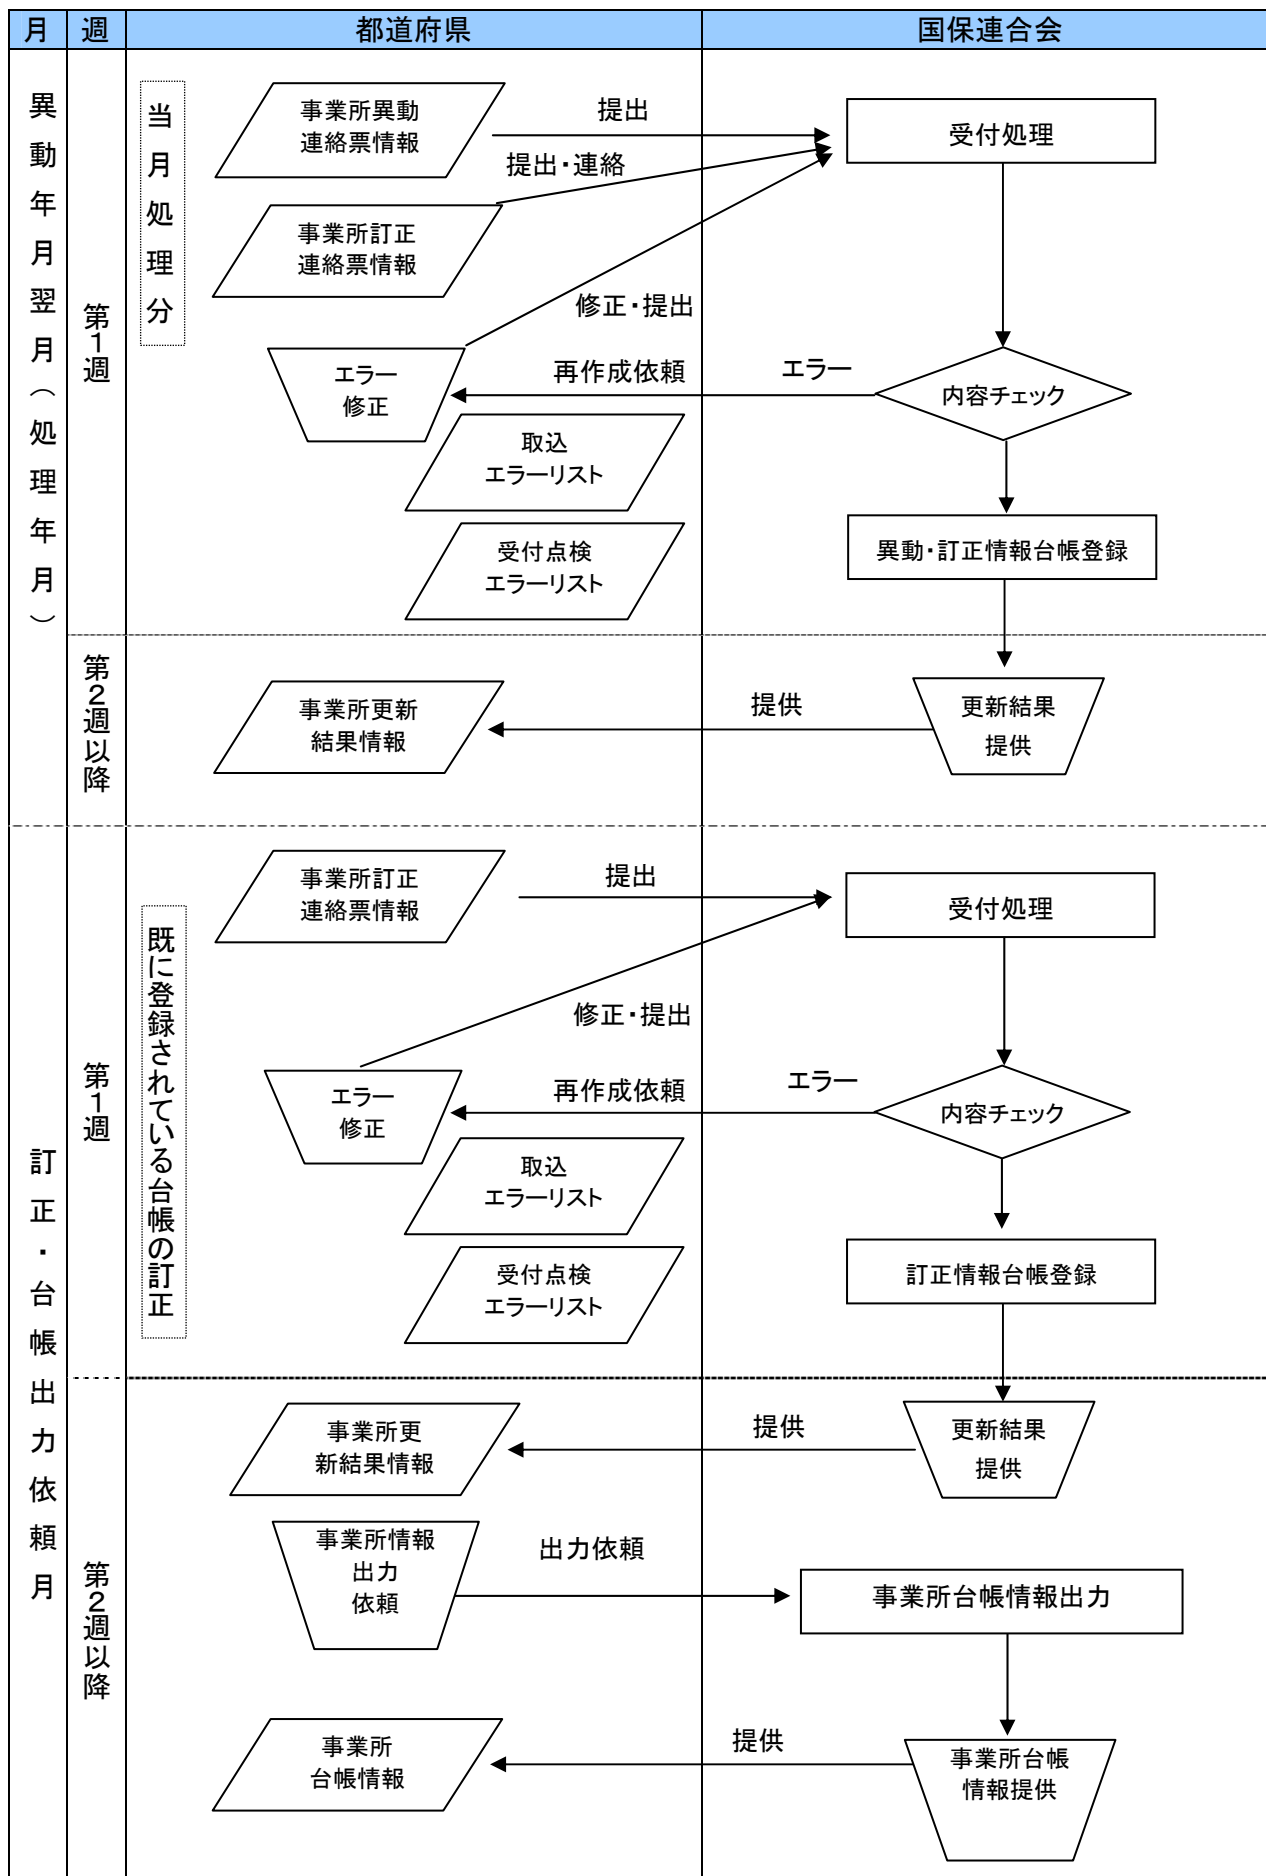 月
週
都道府県
国保連合会
異動年月翌月（処理年月）
第1週
当月処理分
事業所異動
連絡票情報
提出
受付処理
提出・連絡
事業所訂正
連絡票情報
修正・提出
エラー
修正
再作成依頼
エラー
内容チェック
取込
エラーリスト
受付点検
エラーリスト
異動・訂正情報台帳登録
第2週以降
事業所更新
結果情報
提供
更新結果
提供
訂正・台帳出力依頼月
第1週
既に登録されている台帳の訂正
事業所訂正
連絡票情報
提出
受付処理
修正・提出
エラー
修正
再作成依頼
エラー
内容チェック
取込
エラーリスト
受付点検
エラーリスト
訂正情報台帳登録
第2週以降
事業所更
新結果情報
提供
更新結果
提供
事業所情報
出力
依頼
出力依頼
事業所台帳情報出力
事業所
台帳情報
提供
事業所台帳
情報提供